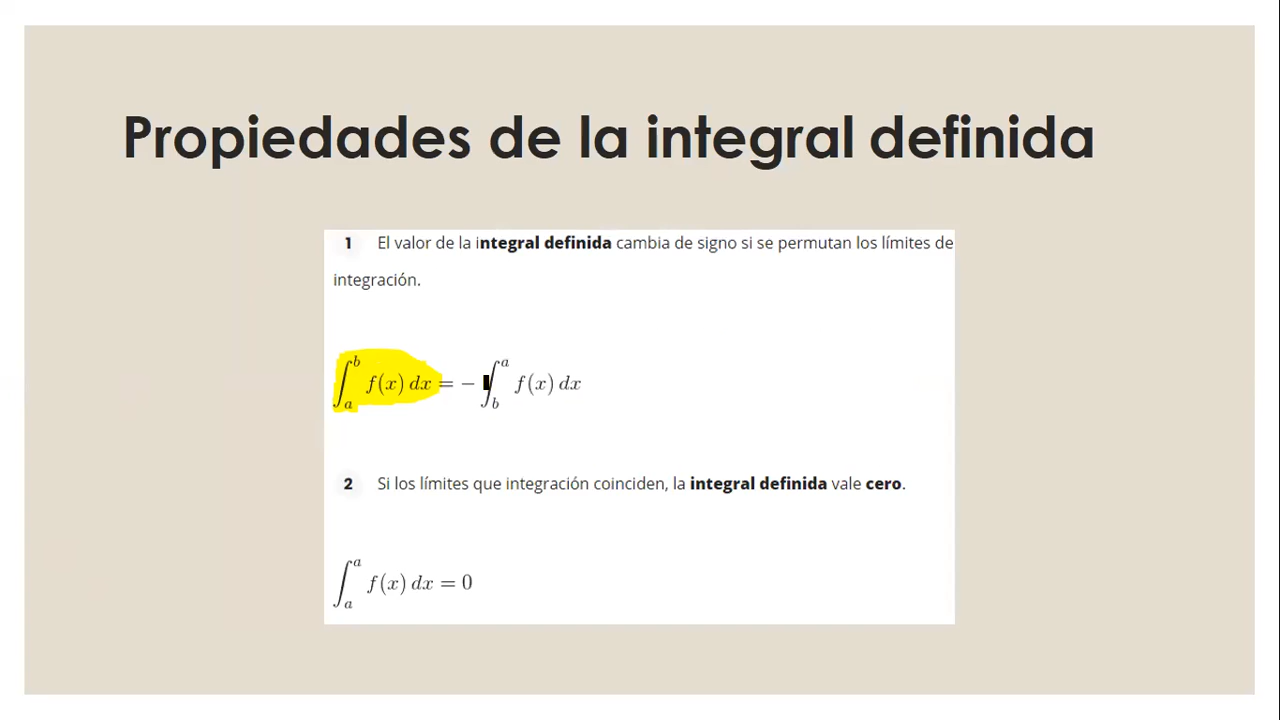 Propiedades de la integral definida
1 El valor de la integral definida cambia de signo si se permutan los límites de
integración.
∫_a^b f(x) dx = − ∫_b^a f(x) dx
2 Si los límites que integración coinciden, la integral definida vale cero.
∫_a^a f(x) dx = 0